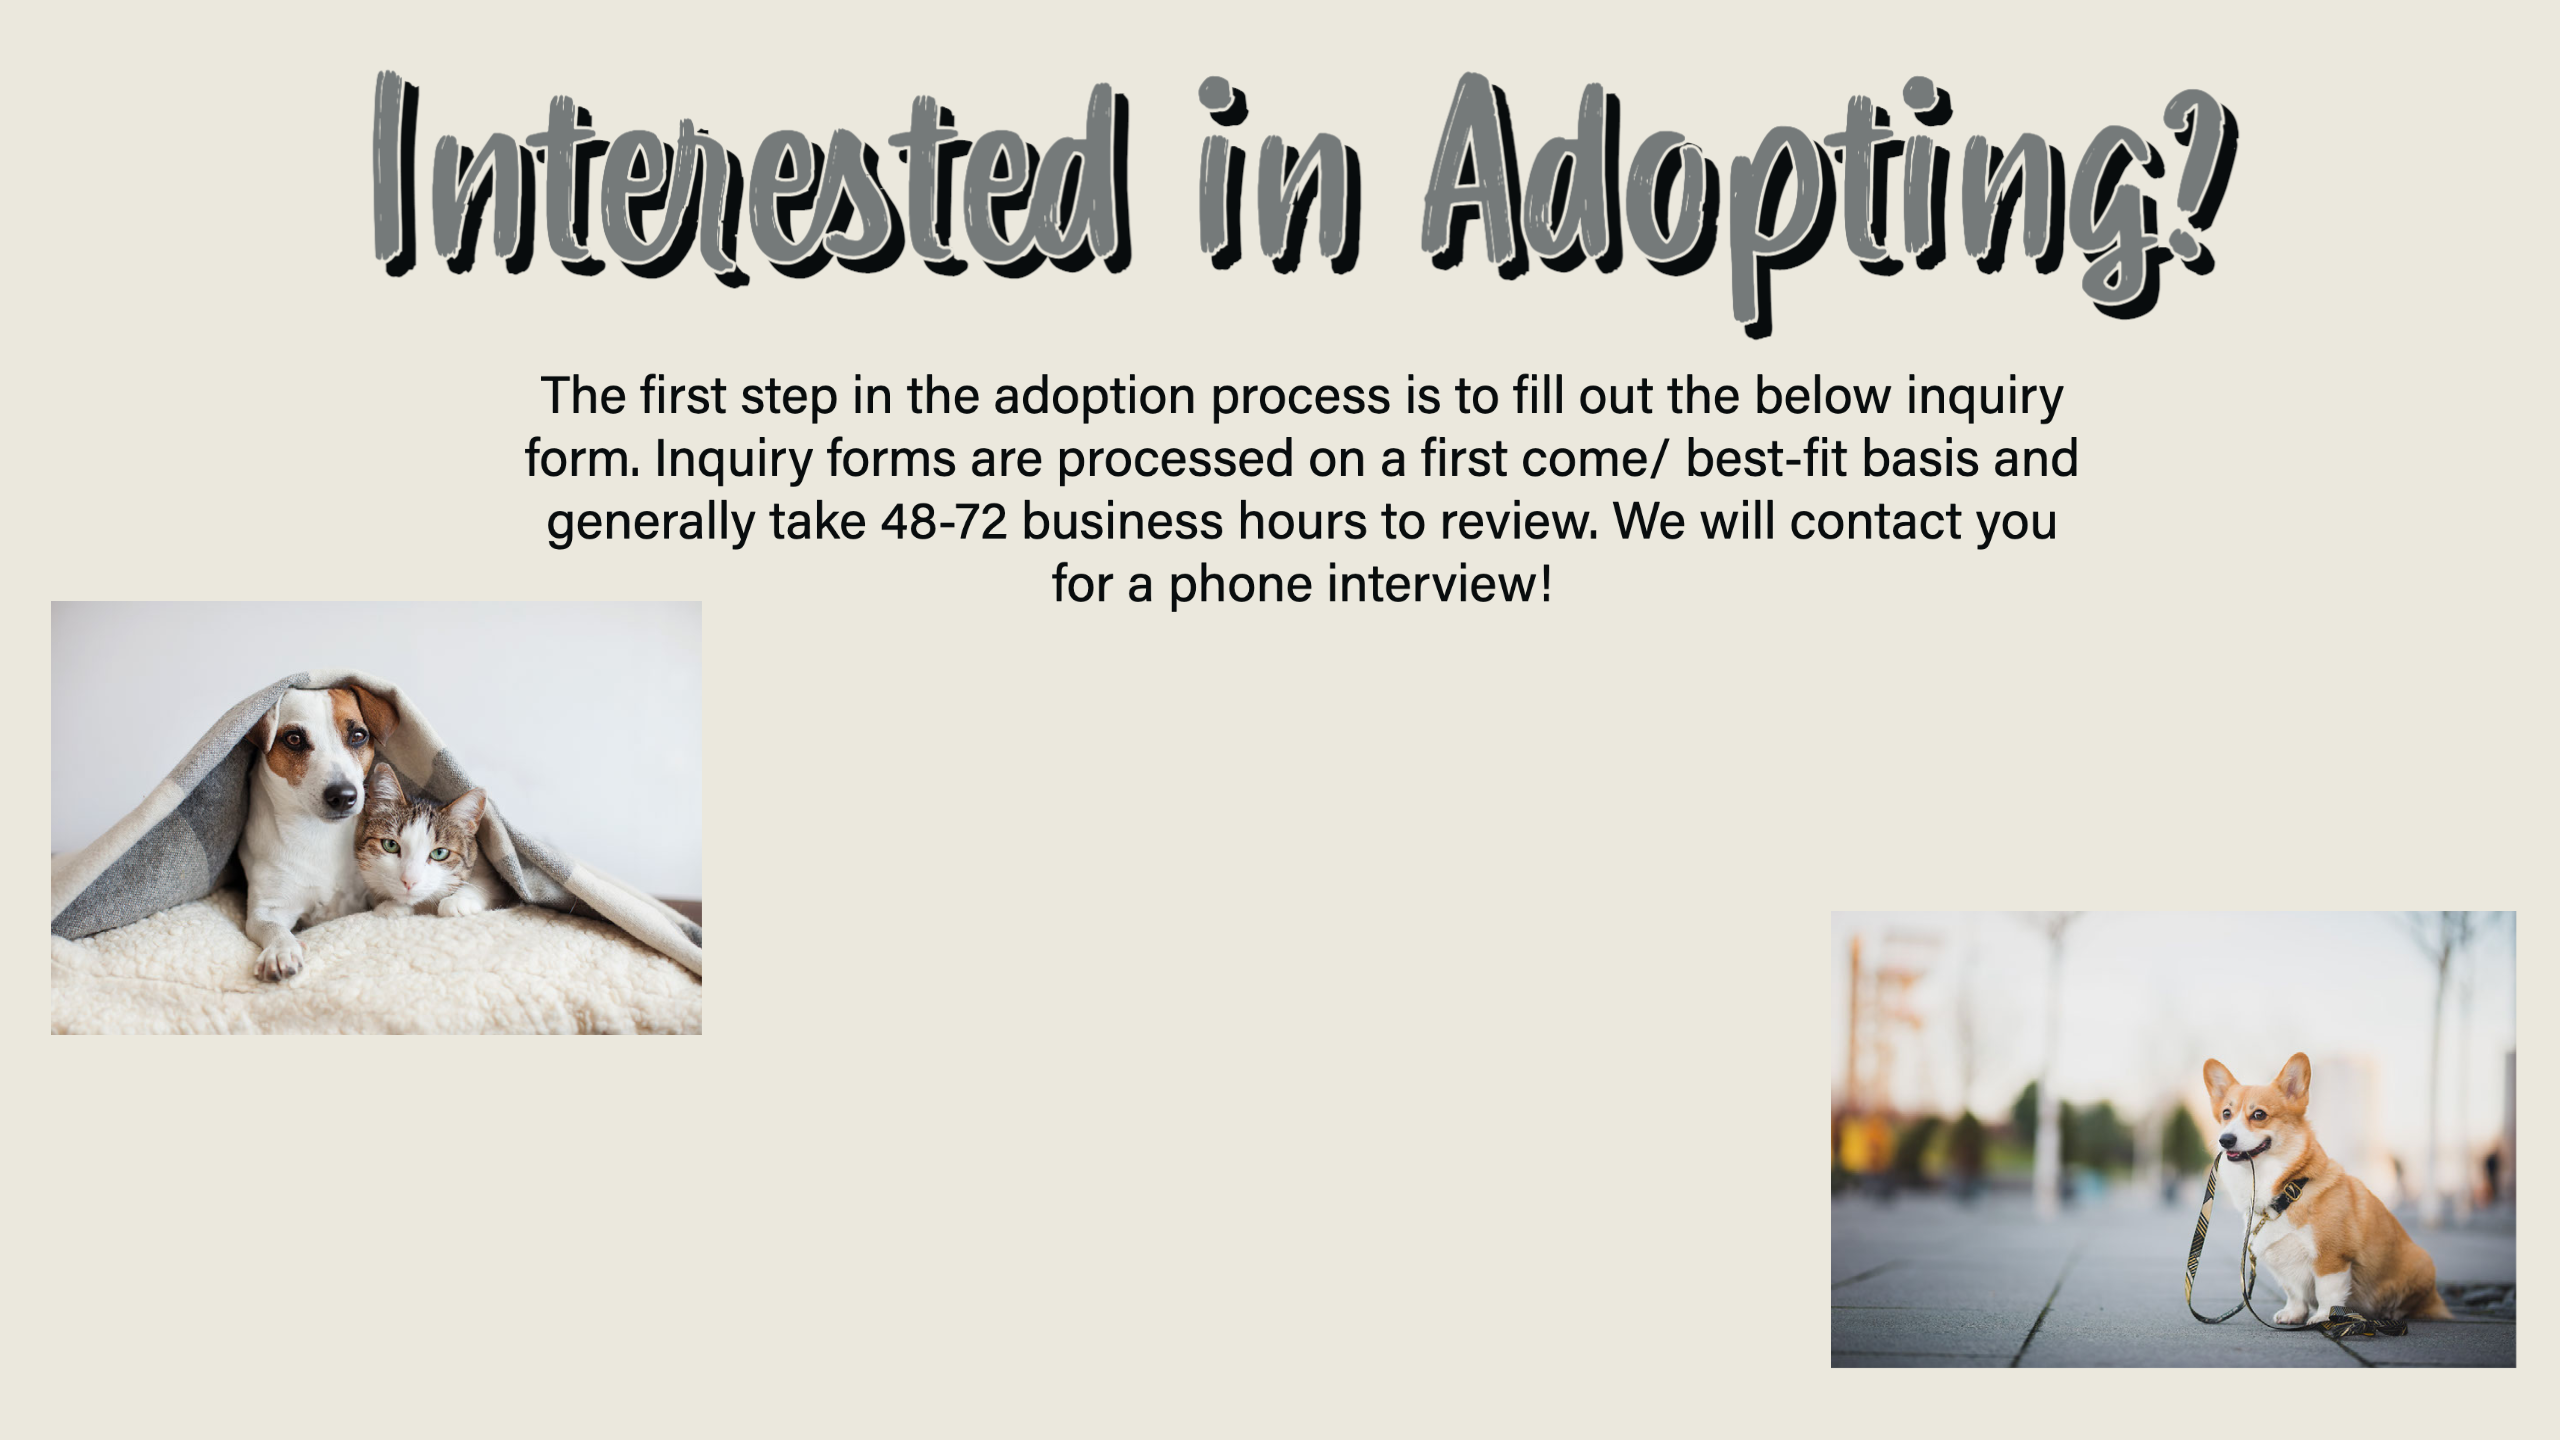 Interested in Adopting?
The first step in the adoption process is to fill out the below inquiry
form. Inquiry forms are processed on a first come/ best-fit basis and
generally take 48-72 business hours to review. We will contact you
for a phone interview!